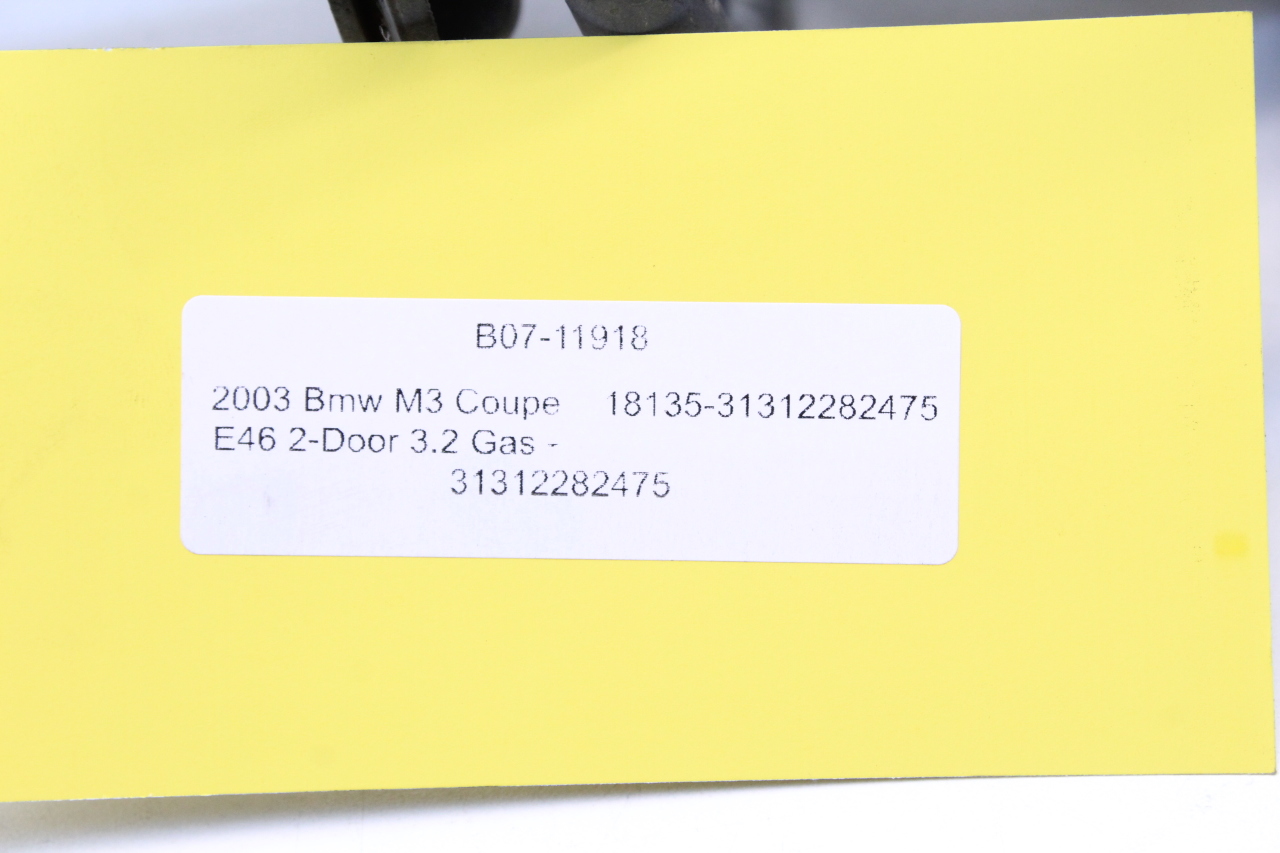 B07-11918
2003 Bmw M3 Coupe 18135-31312282475
E46 2-Door 3.2 Gas -
31312282475